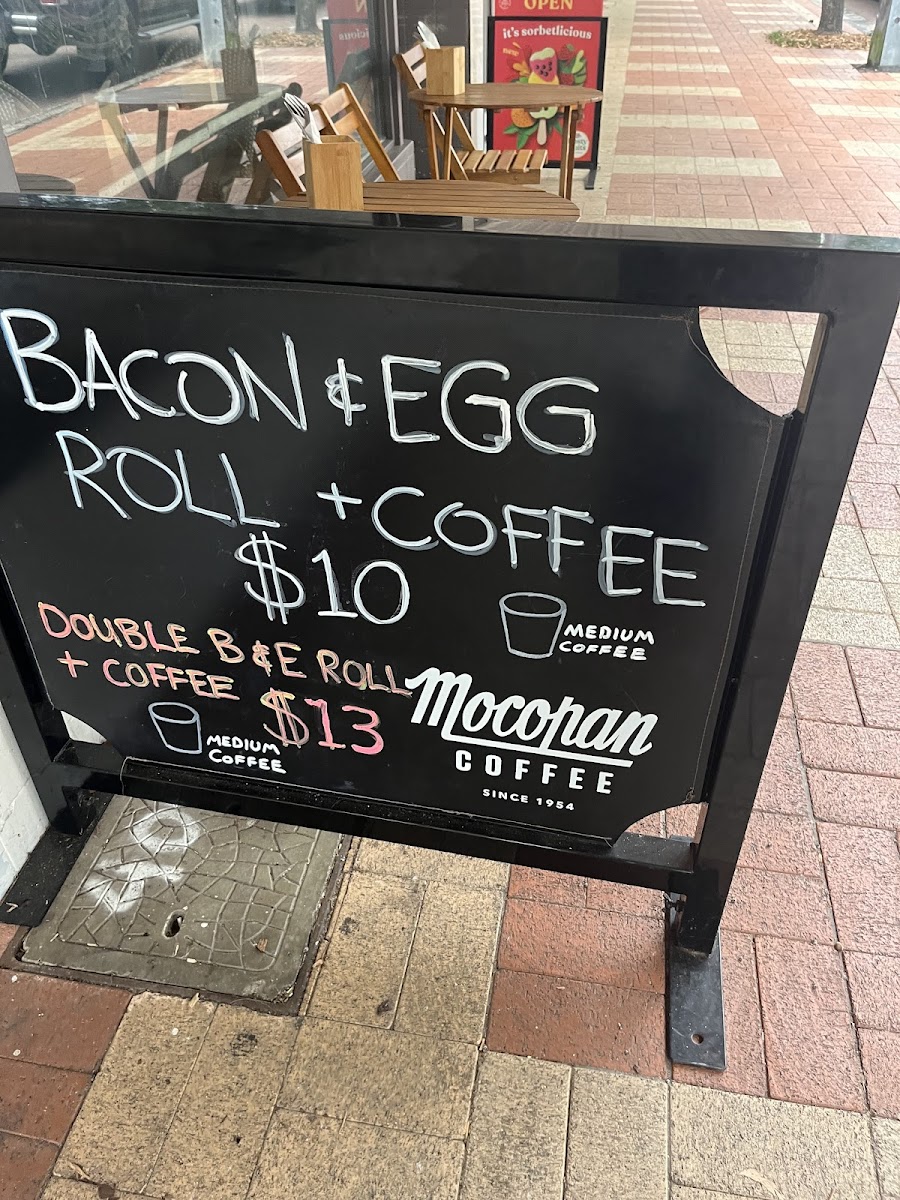 OPEN
it's sorbetlicious
new
BACON & EGG
ROLL + COFFEE
$10
MEDIUM
COFFEE
DOUBLE B & E ROLL
+ COFFEE $13
MEDIUM
COFFEE
Mocopan
COFFEE
SINCE 1954